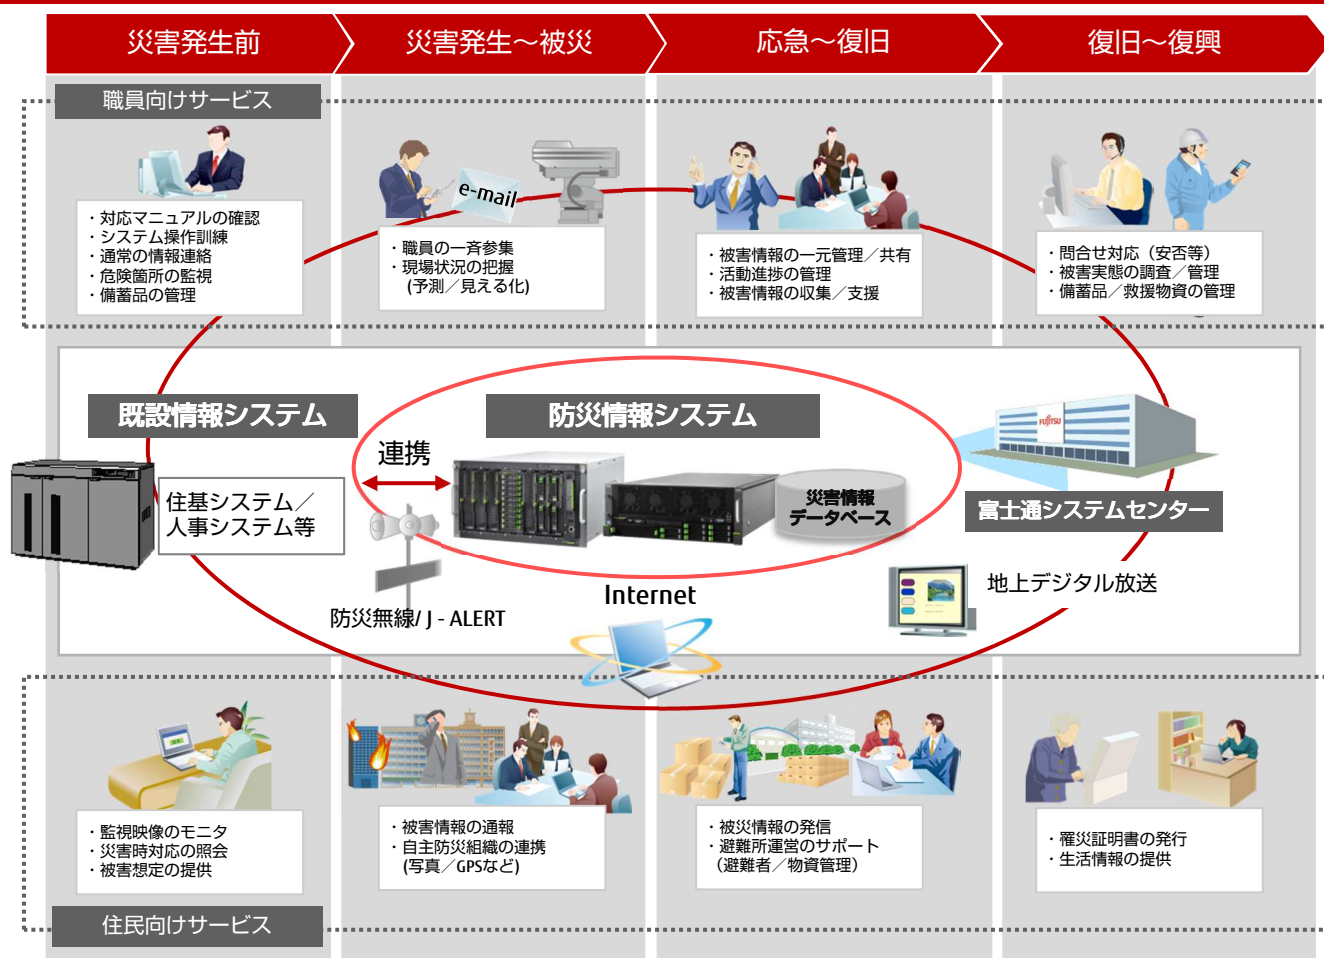 災害発生前
災害発生～被災
応急～復旧
復旧～復興
職員向けサービス
e-mail
・対応マニュアルの確認
・システム操作訓練
・通常の情報連絡
・危険箇所の監視
・備蓄品の管理
・職員の一斉参集
・現場状況の把握
(予測／見える化)
・被害情報の一元管理／共有
・活動進捗の管理
・被害情報の収集／支援
・問合せ対応（安否等）
・被害実態の調査／管理
・備蓄品／救援物資の管理
既設情報システム
防災情報システム
FUJITSU
連携
住基システム／
人事システム等
災害情報
データベース
富士通システムセンター
防災無線/ J - ALERT
Internet
地上デジタル放送
・監視映像のモニタ
・災害時対応の照会
・被害想定の提供
・被害情報の通報
・自主防災組織の連携
(写真／GPSなど)
・被災情報の発信
・避難所運営のサポート
（避難者／物資管理）
・罹災証明書の発行
・生活情報の提供
住民向けサービス